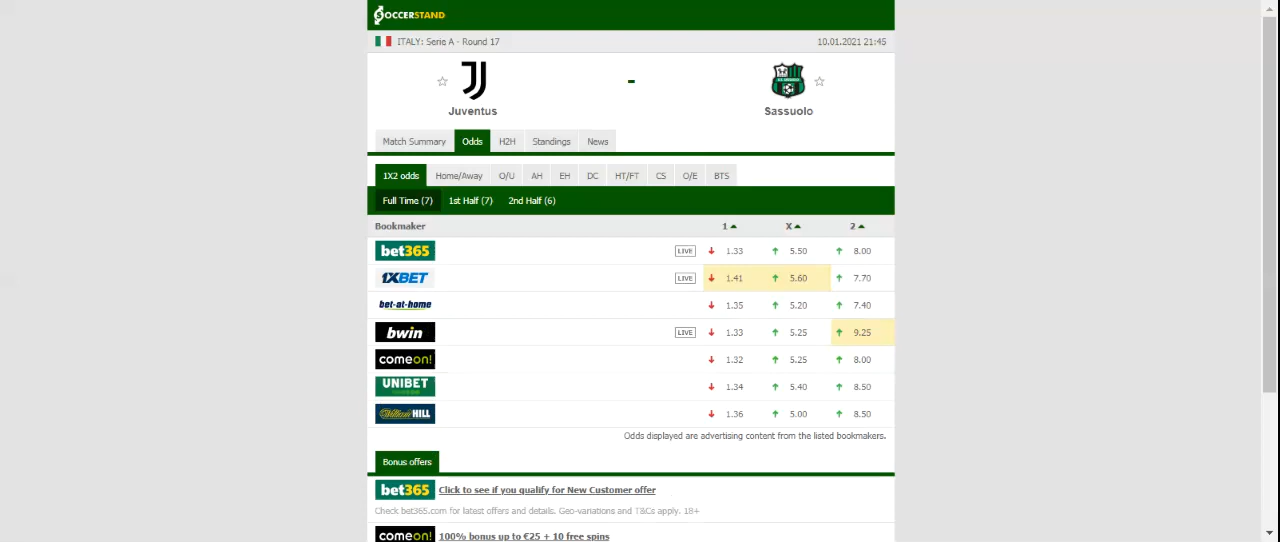 SOCCERSTAND
ITALY: Serie A - Round 17 10.01.2021 21:45
-
Juventus Sassuolo
Match Summary Odds H2H Standings News
1X2 odds Home/Away O/U AH EH DC HT/FT CS O/E BTS
Full Time (7) 1st Half (7) 2nd Half (6)
Bookmaker 1 X 2
bet365 LIVE 1.33 5.50 8.00
1XBET LIVE 1.41 5.60 7.70
bet-at-home 1.35 5.20 7.40
bwin LIVE 1.33 5.25 9.25
comeon! 1.32 5.25 8.00
UNIBET 1.34 5.40 8.50
William HILL 1.36 5.00 8.50
Odds displayed are advertising content from the listed bookmakers.
Bonus offers
bet365 Click to see if you qualify for New Customer offer
Check bet365.com for latest offers and details. Geo-variations and T&Cs apply. 18+
comeon! 100% bonus up to €25 + 10 free spins